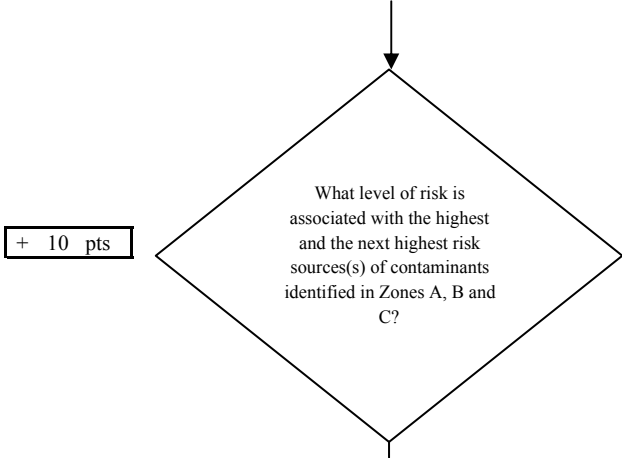 What level of risk is
associated with the highest
and the next highest risk
sources(s) of contaminants
identified in Zones A, B and
C?
+ 10 pts